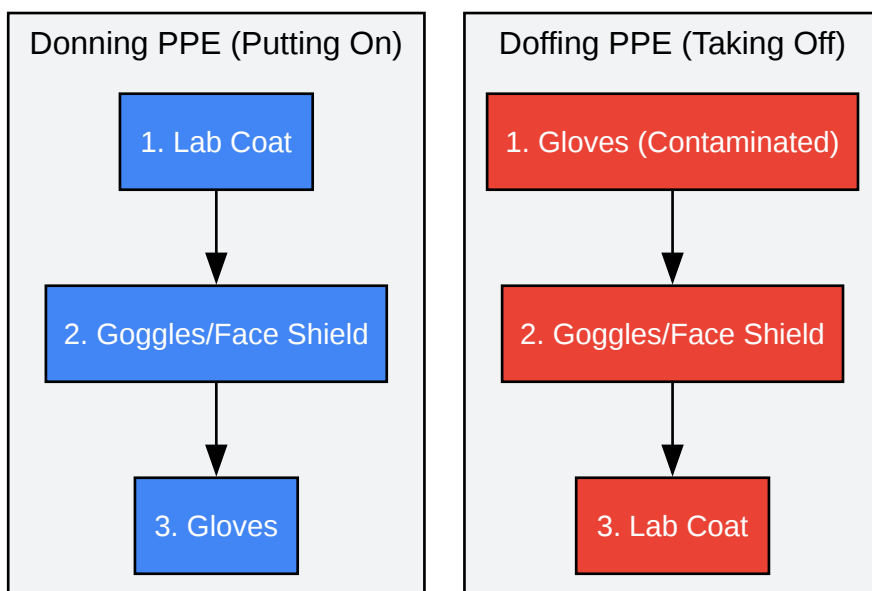 Donning PPE (Putting On)
1. Lab Coat
2. Goggles/Face Shield
3. Gloves
Doffing PPE (Taking Off)
1. Gloves (Contaminated)
2. Goggles/Face Shield
3. Lab Coat